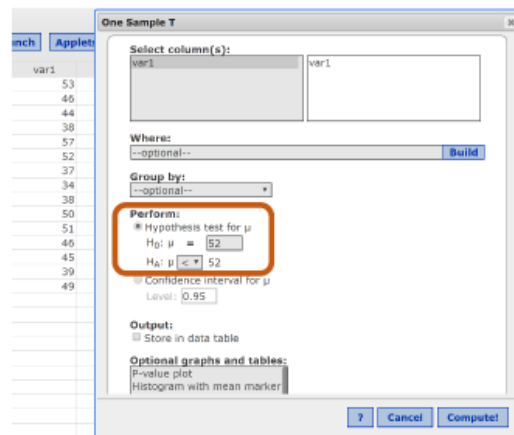 One Sample T
unch Applets
var1
53
46
44
38
57
52
37
34
38
50
51
46
45
39
49
Select column(s):
var1 var1
Where:
--optional-- Build
Group by:
--optional--
Perform:
Hypothesis test for μ
H₀: μ = 52
Hₐ: μ < 52
Confidence interval for μ
Level: 0.95
Output:
Store in data table
Optional graphs and tables:
P-value plot
Histogram with mean marker
? Cancel Compute!